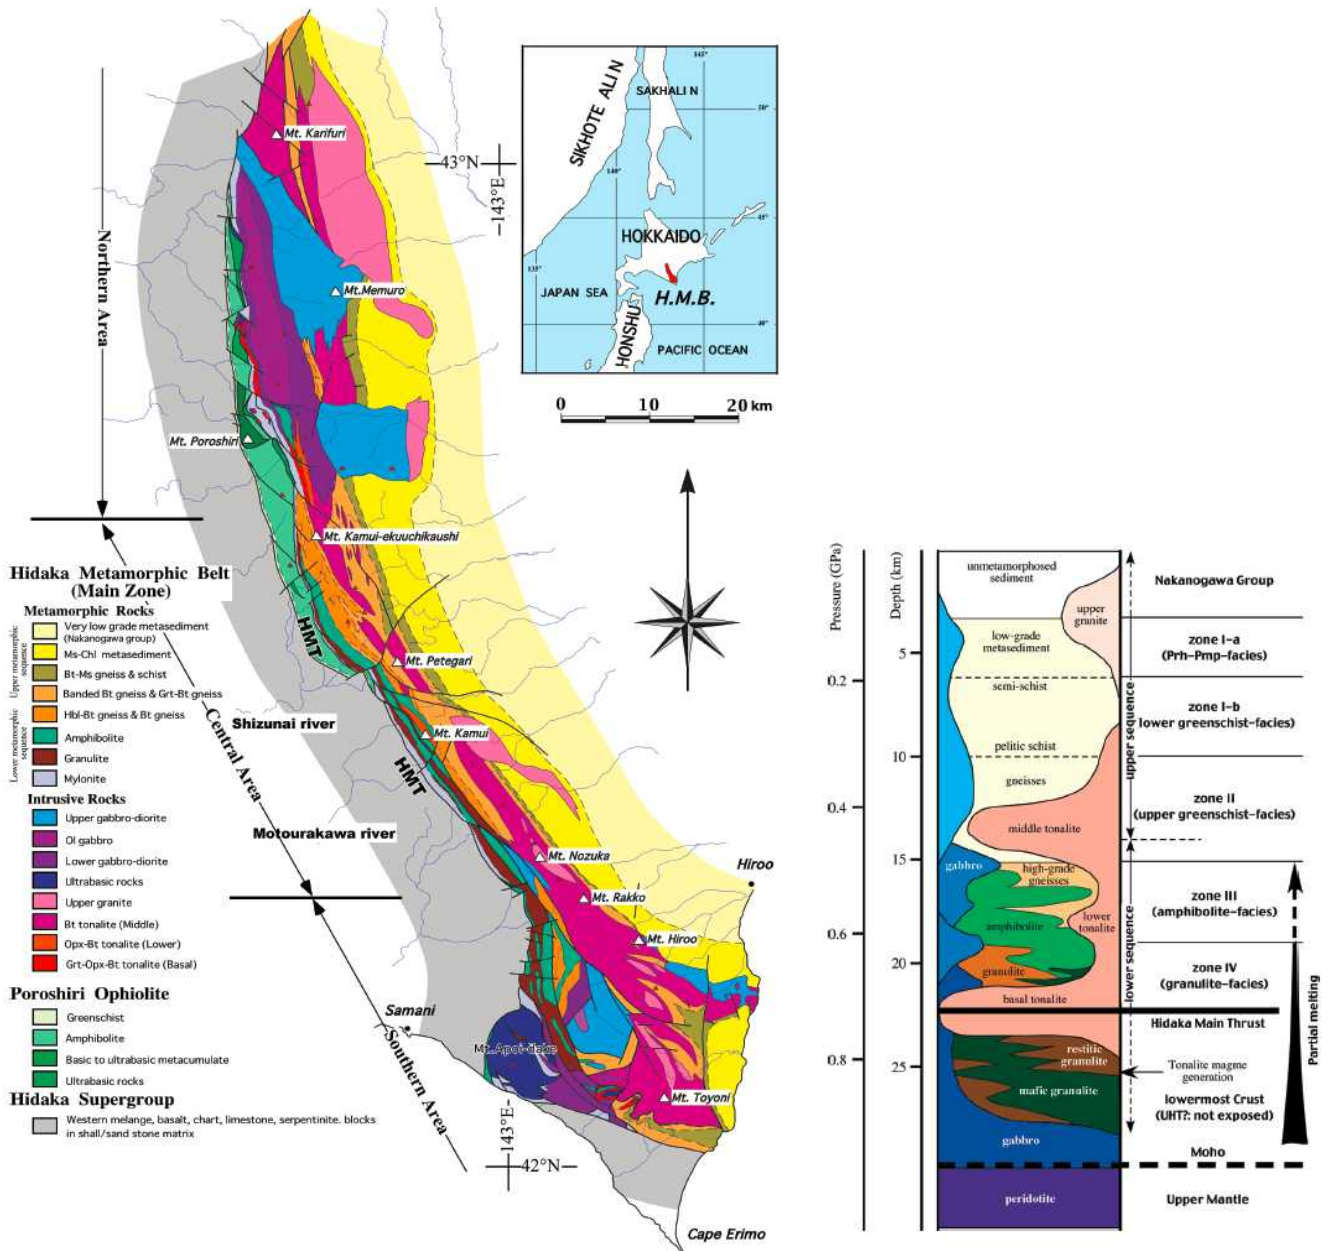 Mt. Karifuri
43°N
143°E
Mt.Memuro
Northern Area
Mt. Poroshiri
Mt. Kamui-ekuuchikaushi
HMT
Mt. Petegari
Shizunai river
Central Area
Mt. Kamui
HMT
Motourakawa river
Mt. Nozuka
Hiroo
Mt. Rakko
Mt. Hiroo
Samani
Mt. Apoi-dake
Southern Area
Mt. Toyoni
143°E
42°N
Cape Erimo
SIKHOTE ALIN
SAKHALIN
145°
50°
140°
45°
HOKKAIDO
135°
JAPAN SEA
H.M.B.
40°
HONSHU
PACIFIC OCEAN
0 10 20 km
Hidaka Metamorphic Belt
(Main Zone)
Metamorphic Rocks
Upper metamorphic
sequence
Very low grade metasediment
(Nakanogawa group)
Ms-Chl metasediment
Bt-Ms gneiss & schist
Banded Bt gneiss & Grt-Bt gneiss
Lower metamorphic
sequence
Hbl-Bt gneiss & Bt gneiss
Amphibolite
Granulite
Mylonite
Intrusive Rocks
Upper gabbro-diorite
Ol gabbro
Lower gabbro-diorite
Ultrabasic rocks
Upper granite
Bt tonalite (Middle)
Opx-Bt tonalite (Lower)
Grt-Opx-Bt tonalite (Basal)
Poroshiri Ophiolite
Greenschist
Amphibolite
Basic to ultrabasic metacumulate
Ultrabasic rocks
Hidaka Supergroup
Western melange, basalt, chart, limestone, serpentinite. blocks
in shall/sand stone matrix
Pressure (GPa)
0.2
0.4
0.6
0.8
Depth (km)
5
10
15
20
25
unmetamorphosed
sediment
upper
granite
low-grade
metasediment
semi-schist
pelitic schist
gneisses
middle tonalite
gabbro
high-grade
gneisses
amphibolite
lower
tonalite
granulite
basal tonalite
restitic
granulite
mafic granulite
gabbro
peridotite
upper sequence
lower sequence
Nakanogawa Group
zone I-a
(Prh-Pmp-facies)
zone I-b
lower greenschist-facies)
zone II
(upper greenschist-facies)
zone III
(amphibolite-facies)
zone IV
(granulite-facies)
Hidaka Main Thrust
Tonalite magme
generation
lowermost Crust
(UHT?: not exposed)
Moho
Upper Mantle
Partial melting